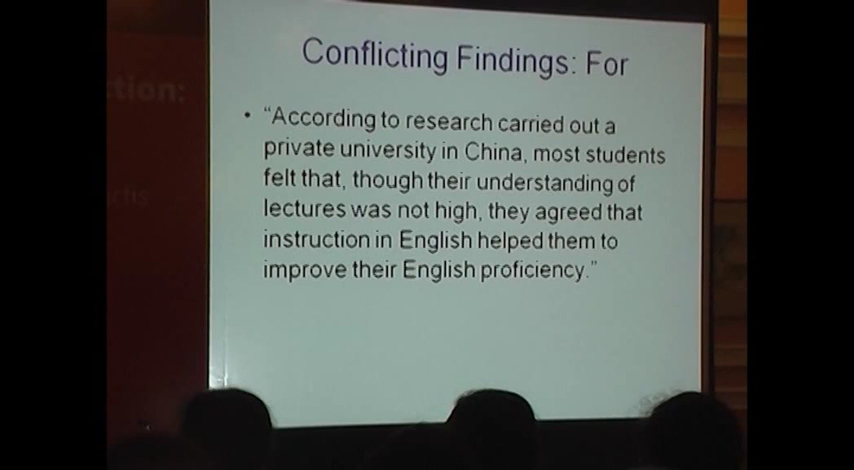 Conflicting Findings: For
• “According to research carried out a
private university in China, most students
felt that, though their understanding of
lectures was not high, they agreed that
instruction in English helped them to
improve their English proficiency.”
tion: